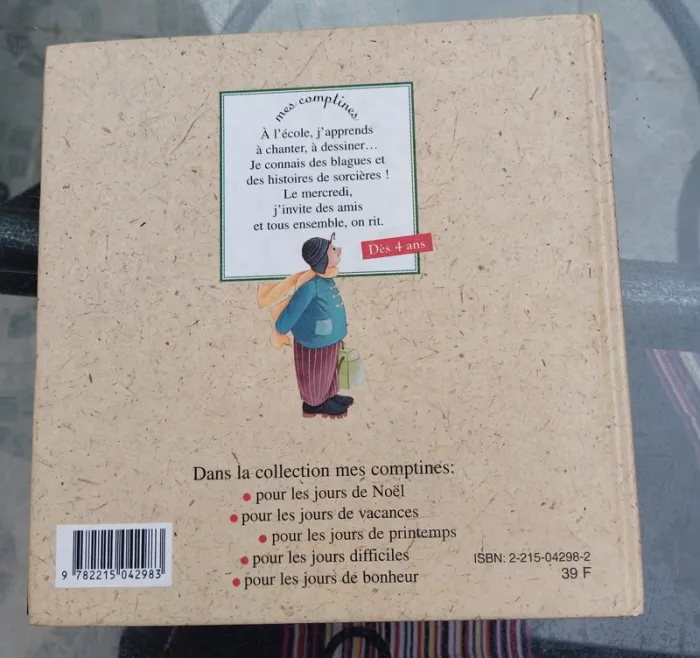 mes comptines
À l'école, j'apprends
à chanter, à dessiner...
Je connais des blagues et
des histoires de sorcières !
Le mercredi,
j'invite des amis
et tous ensemble, on rit.
Dès 4 ans
Dans la collection mes comptines:
• pour les jours de Noël
• pour les jours de vacances
• pour les jours de printemps
• pour les jours difficiles
• pour les jours de bonheur
ISBN: 2-215-04298-2
39 F
9 782215 042983